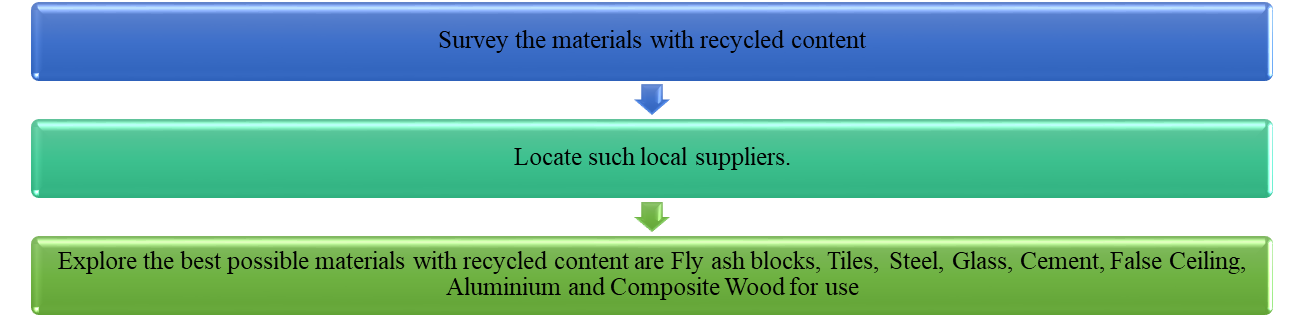 Survey the materials with recycled content
Locate such local suppliers.
Explore the best possible materials with recycled content are Fly ash blocks, Tiles, Steel, Glass, Cement, False Ceiling,
Aluminium and Composite Wood for use